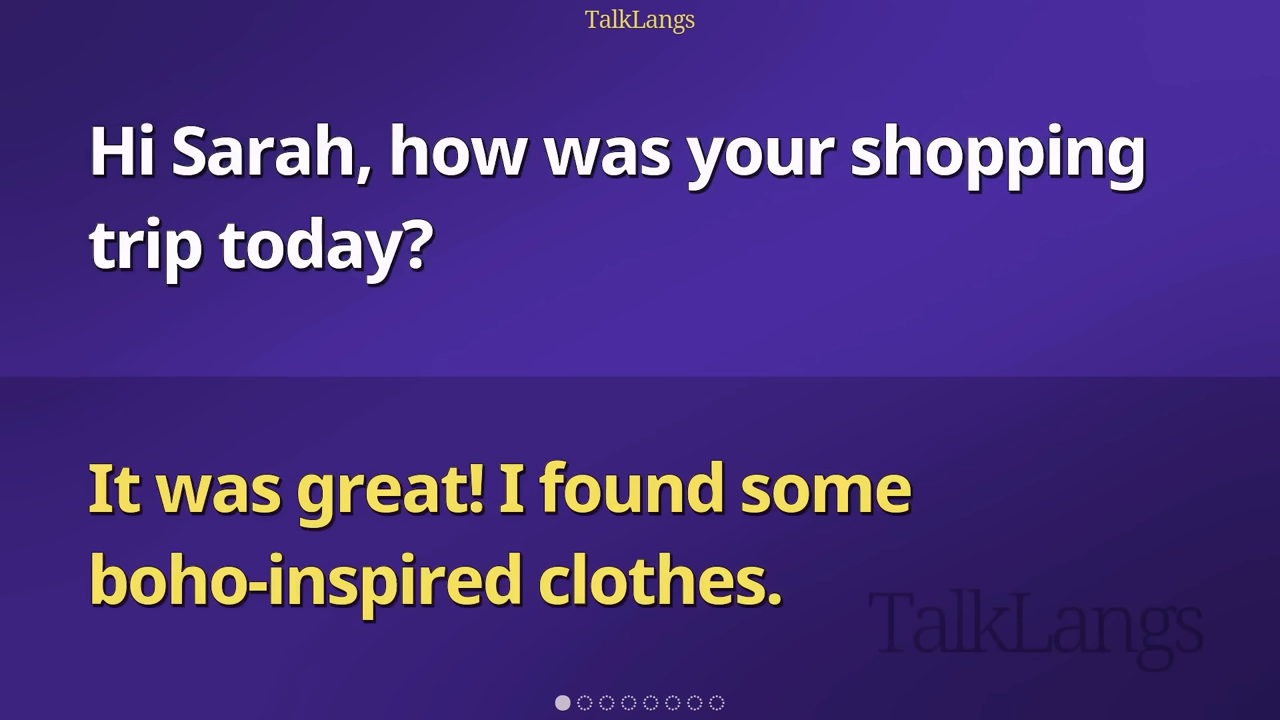 TalkLangs
Hi Sarah, how was your shopping
trip today?
It was great! I found some
boho-inspired clothes.
TalkLangs